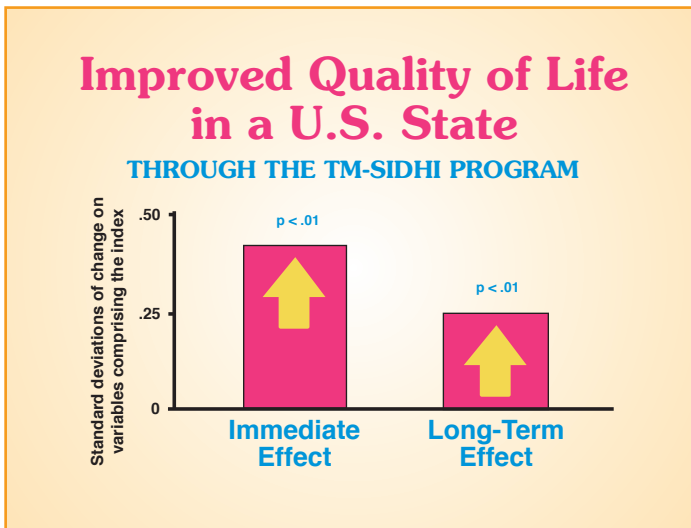 Improved Quality of Life
in a U.S. State
THROUGH THE TM-SIDHI PROGRAM
Standard deviations of change on
variables comprising the index
.50
.25
0
p < .01
p < .01
Immediate
Effect
Long-Term
Effect